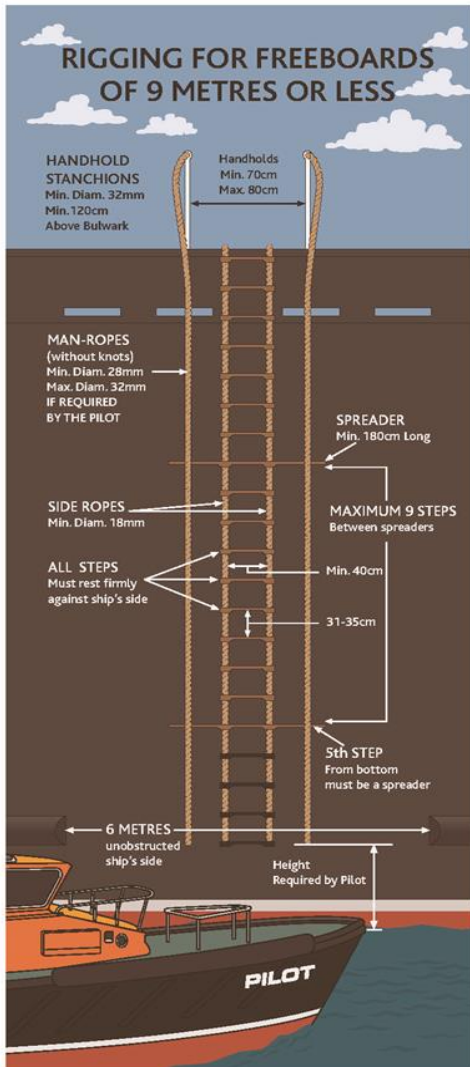 RIGGING FOR FREEBOARDS
OF 9 METRES OR LESS
HANDHOLD
STANCHIONS
Min. Diam. 32mm
Min. 120cm
Above Bulwark
Handholds
Min. 70cm
Max. 80cm
MAN-ROPES
(without knots)
Min. Diam. 28mm
Max. Diam. 32mm
IF REQUIRED
BY THE PILOT
SPREADER
Min. 180cm Long
SIDE ROPES
Min. Diam. 18mm
MAXIMUM 9 STEPS
Between spreaders
ALL STEPS
Must rest firmly
against ship's side
Min. 40cm
31-35cm
5th STEP
From bottom
must be a spreader
6 METRES
unobstructed
ship's side
Height
Required by Pilot
PILOT